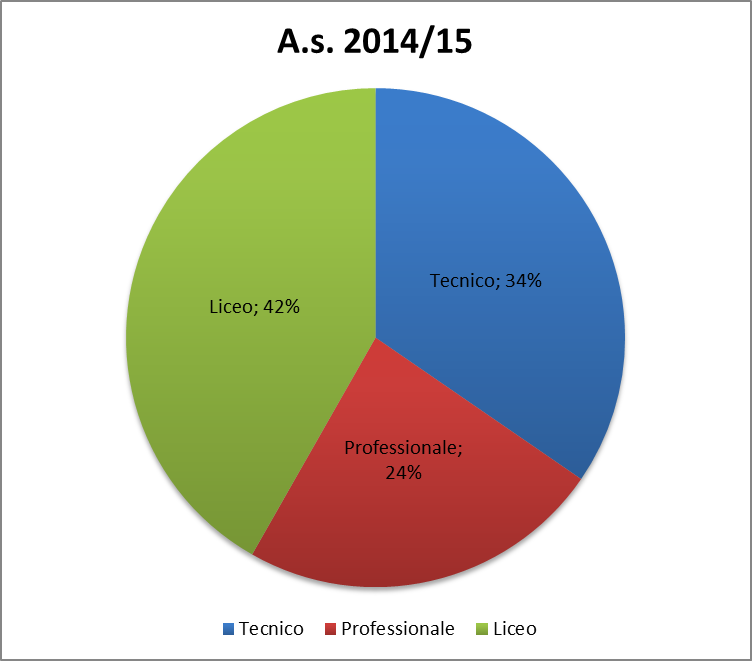 A.s. 2014/15
Tecnico; 34%
Liceo; 42%
Professionale;
24%
Tecnico
Professionale
Liceo